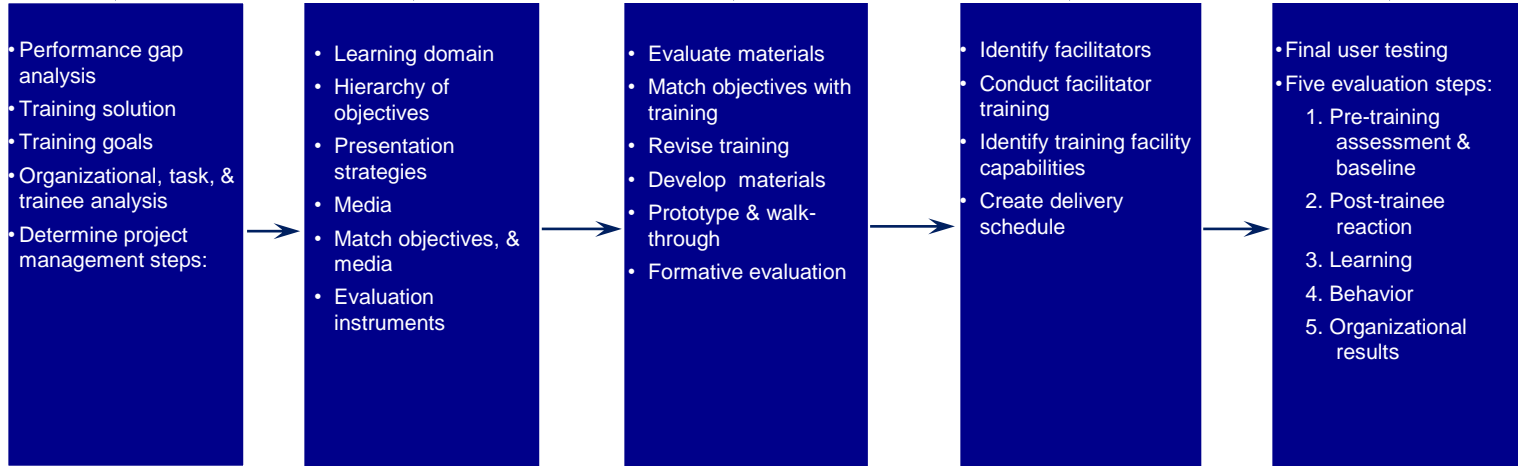 • Performance gap
analysis
• Training solution
• Training goals
• Organizational, task, &
trainee analysis
• Determine project
management steps:
• Learning domain
• Hierarchy of
objectives
• Presentation
strategies
• Media
• Match objectives, &
media
• Evaluation
instruments
• Evaluate materials
• Match objectives with
training
• Revise training
• Develop materials
• Prototype & walk-
through
• Formative evaluation
• Identify facilitators
• Conduct facilitator
training
• Identify training facility
capabilities
• Create delivery
schedule
• Final user testing
• Five evaluation steps:
1. Pre-training
assessment &
baseline
2. Post-trainee
reaction
3. Learning
4. Behavior
5. Organizational
results